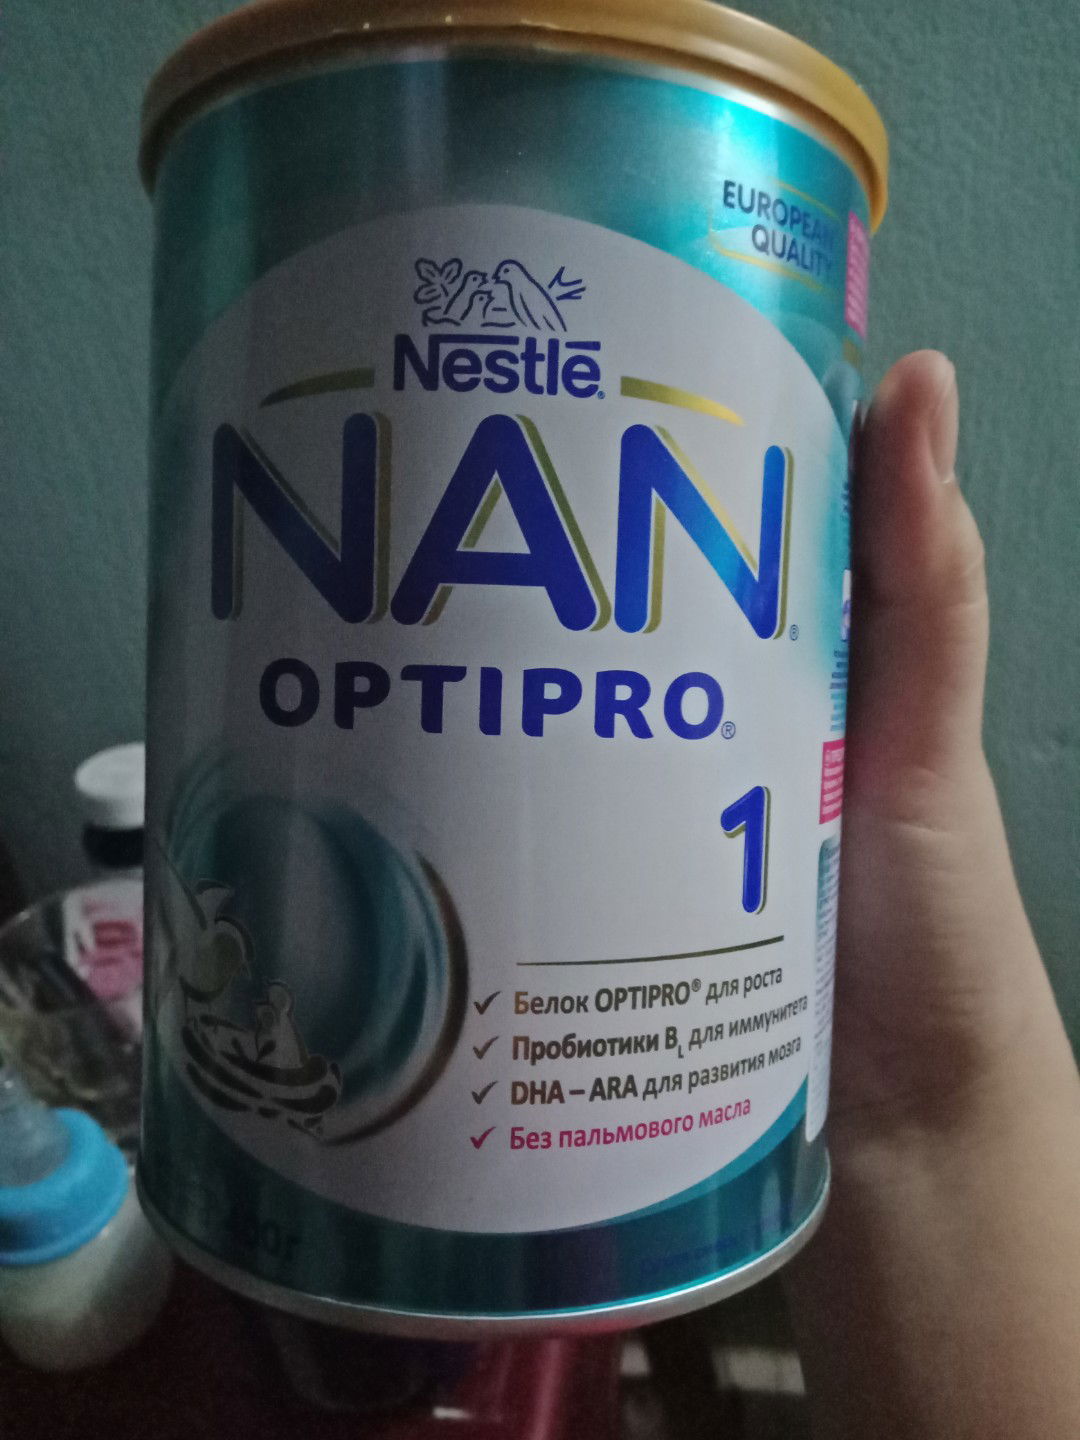 EUROPEAN
QUALITY
Nestlé®
NAN®
OPTIPRO®
1
✓ Белок OPTIPRO® для роста
✓ Пробиотики BL для иммунитета
✓ DHA – ARA для развития мозга
✓ Без пальмового масла